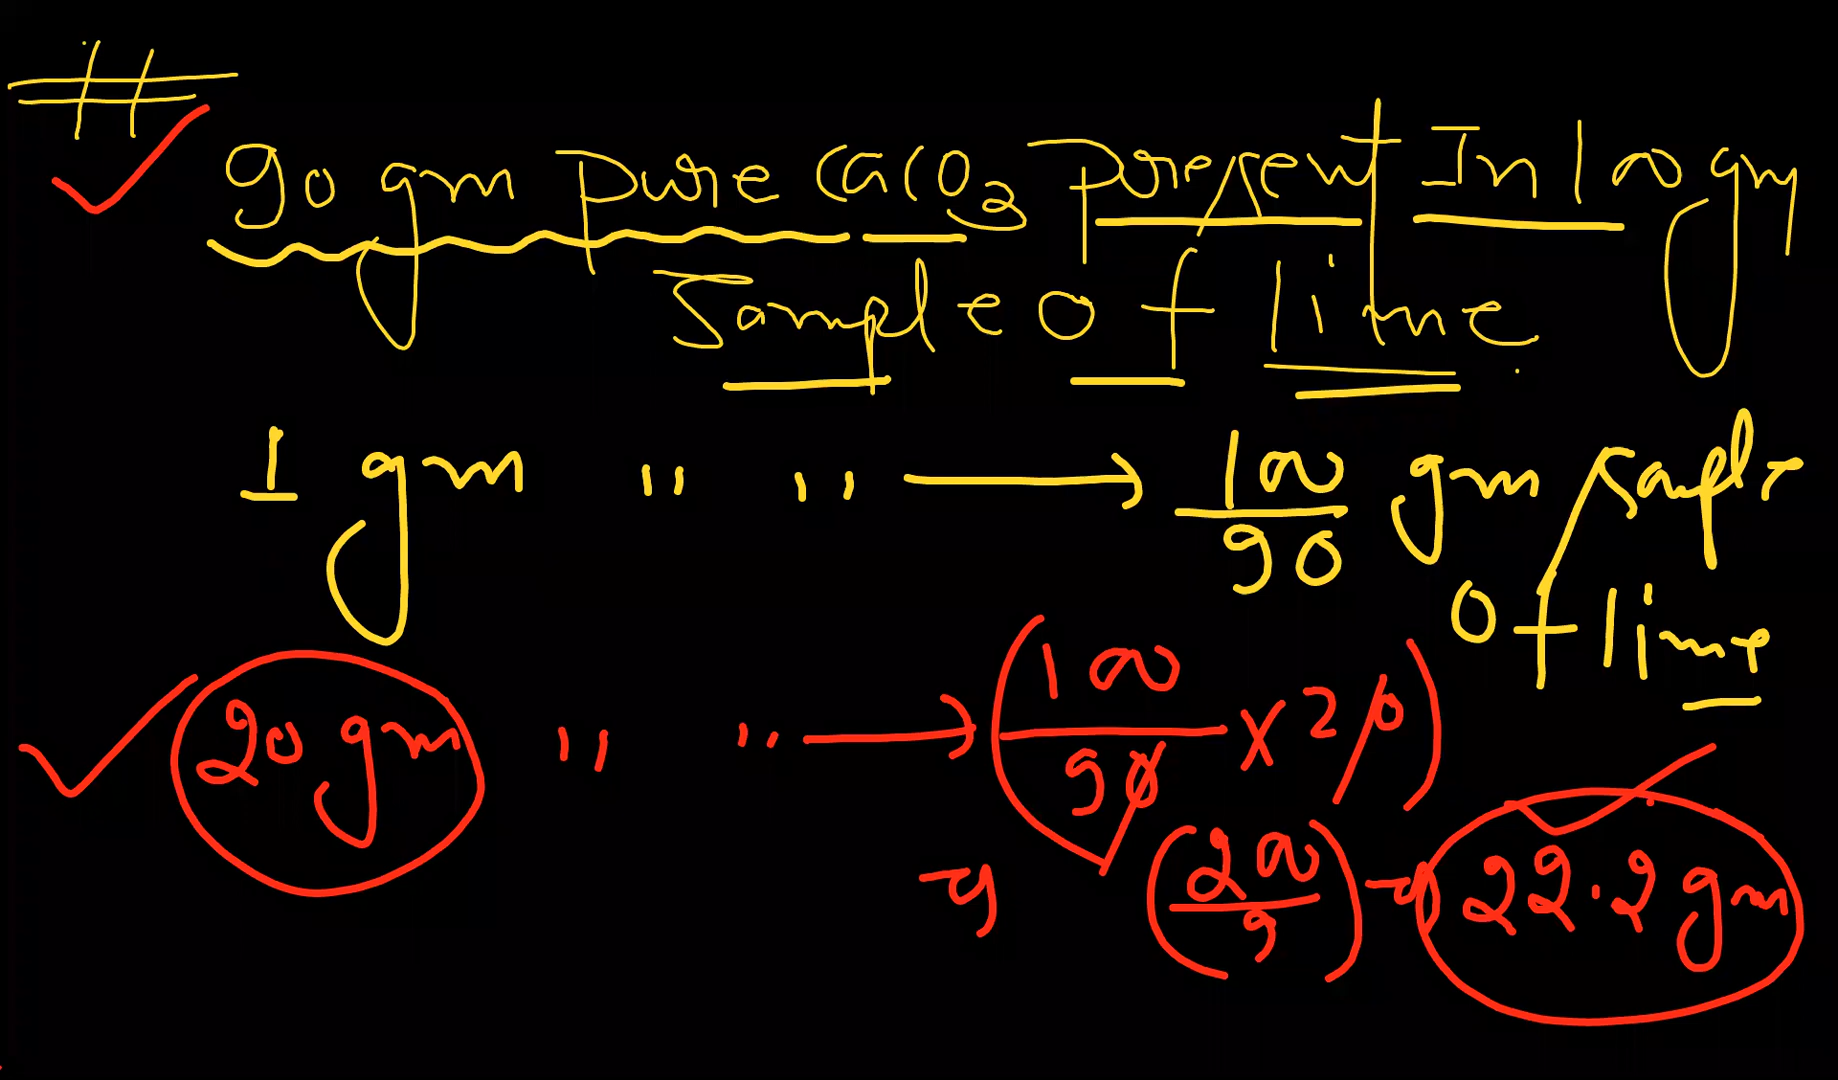 #
90 gm pure CaCO3 present In 100 gm
Sample of lime.
1 gm " " → 100/90 gm sample
of lime
20 gm " " → (100/90 × 20)
⇒ (200/9) ⇒ 22.2 gm